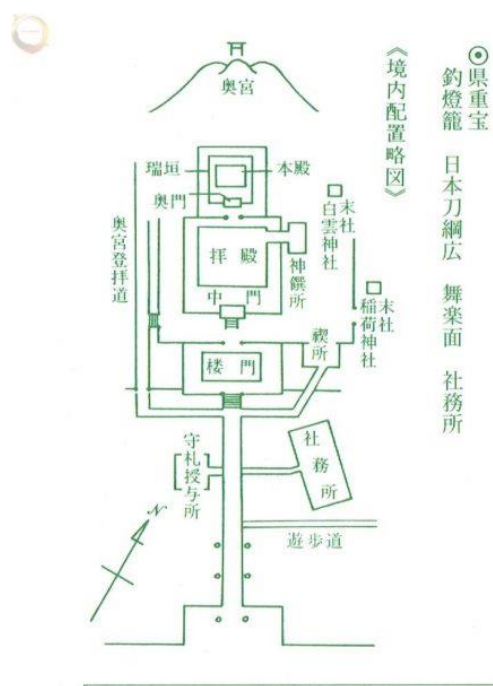 ◉県重宝
釣燈籠　日本刀綱広　舞楽面　社務所
《境内配置略図》
奥宮
瑞垣
本殿
奥門
末社
白雲神社
奥宮登拝道
拝殿
神饌所
中門
末社
稲荷神社
禊所
楼門
守札授与所
社務所
遊歩道
N